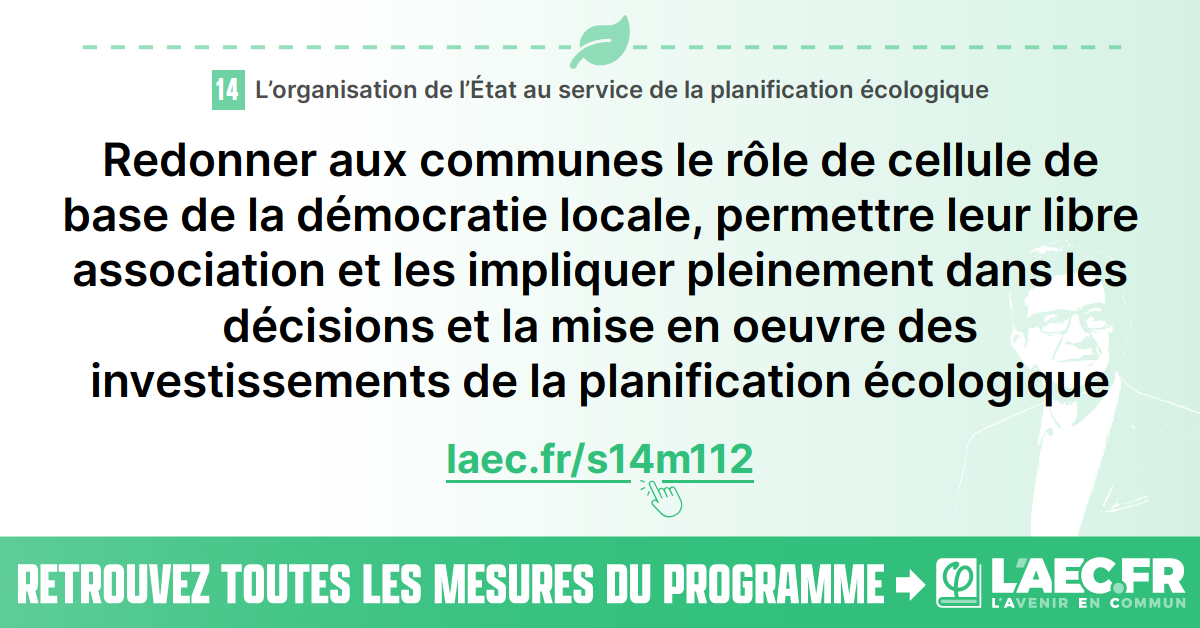 14 L’organisation de l’État au service de la planification écologique
Redonner aux communes le rôle de cellule de
base de la démocratie locale, permettre leur libre
association et les impliquer pleinement dans les
décisions et la mise en oeuvre des
investissements de la planification écologique
laec.fr/s14m112
RETROUVEZ TOUTES LES MESURES DU PROGRAMME
L'AEC.FR
L'AVENIR EN COMMUN